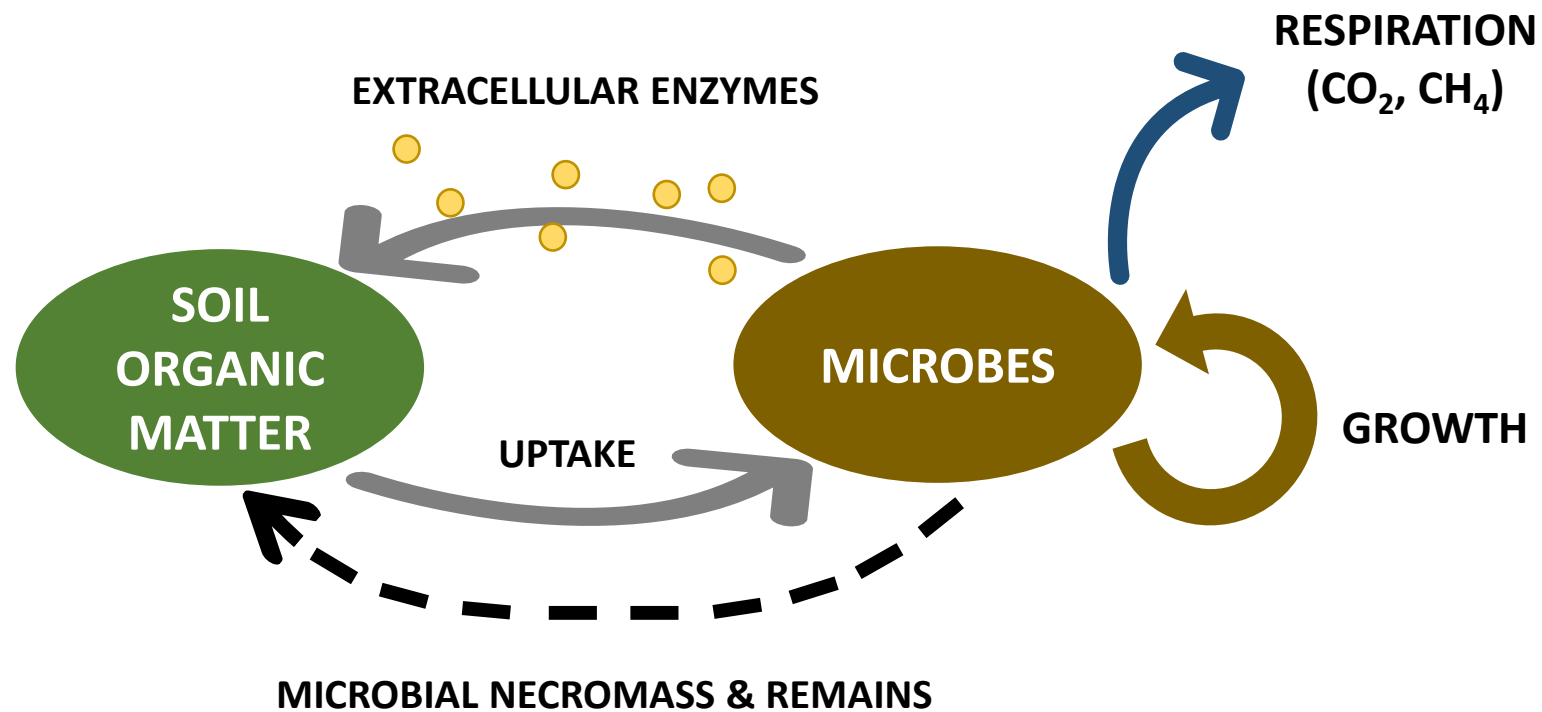 RESPIRATION
(CO₂, CH₄)
EXTRACELLULAR ENZYMES
SOIL
ORGANIC
MATTER
MICROBES
GROWTH
UPTAKE
MICROBIAL NECROMASS & REMAINS